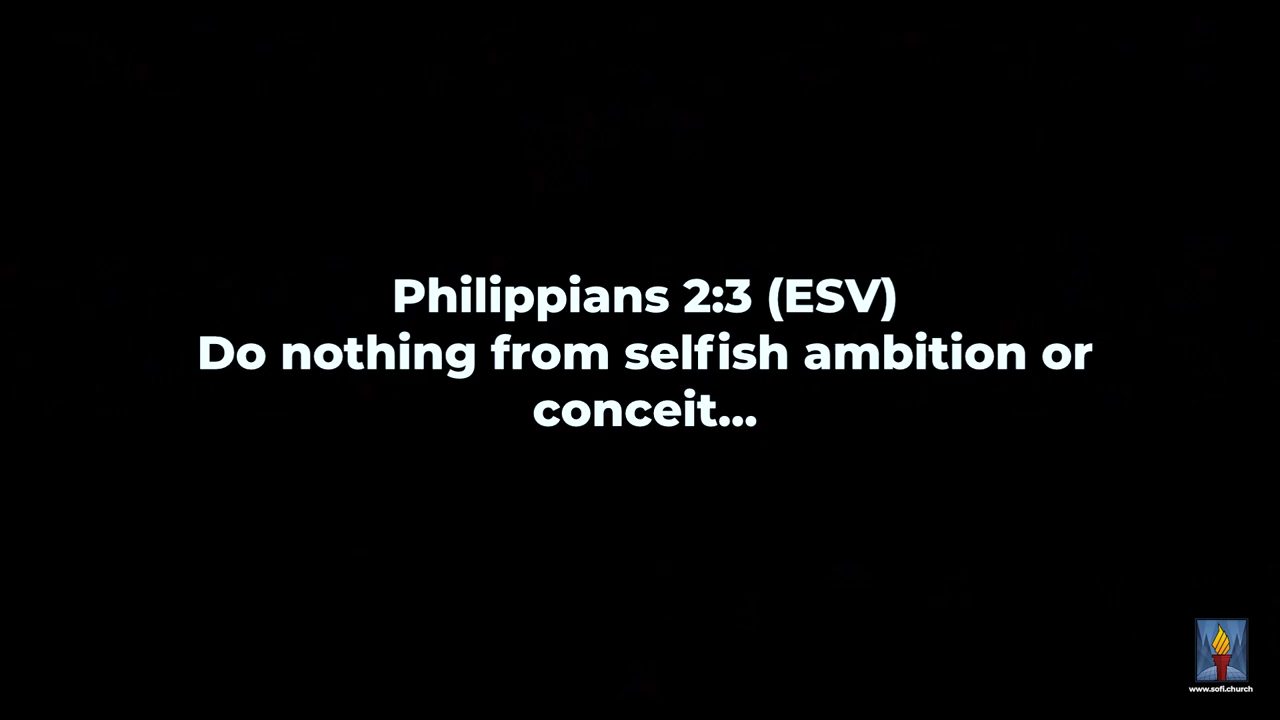 Philippians 2:3 (ESV)
Do nothing from selfish ambition or
conceit...
www.sofi.church